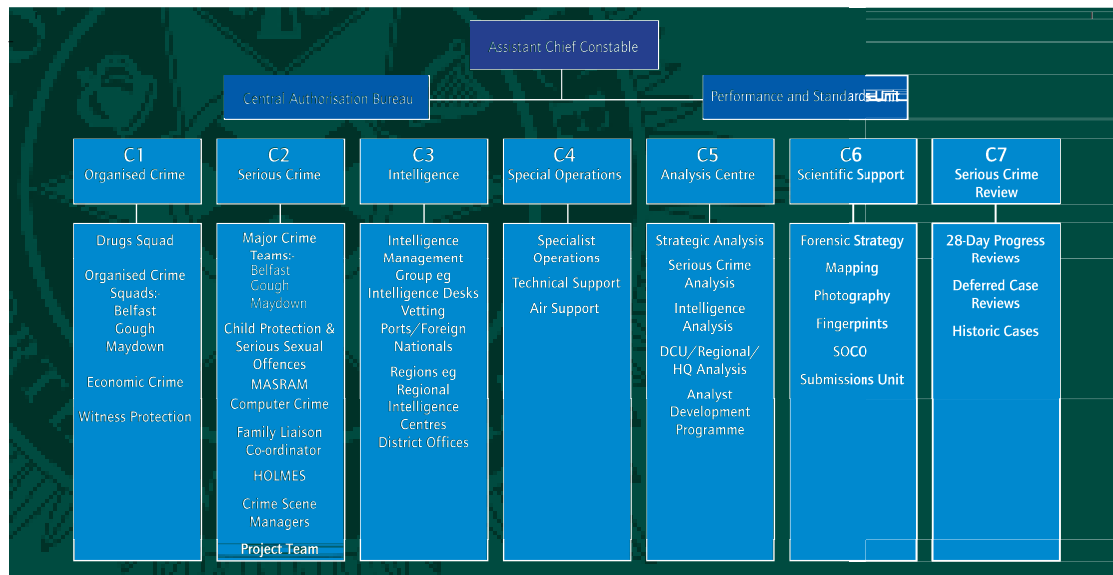 Assistant Chief Constable
Central Authorisation Bureau
Performance and Standards Unit
C1
Organised Crime
C2
Serious Crime
C3
Intelligence
C4
Special Operations
C5
Analysis Centre
C6
Scientific Support
C7
Serious Crime
Review
Drugs Squad
Organised Crime
Squads:-
Belfast
Gough
Maydown
Economic Crime
Witness Protection
Major Crime
Teams:-
Belfast
Gough
Maydown
Child Protection &
Serious Sexual
Offences
MASRAM
Computer Crime
Family Liaison
Co-ordinator
HOLMES
Crime Scene
Managers
Project Team
Intelligence
Management
Group eg
Intelligence Desks
Vetting
Ports/Foreign
Nationals
Regions eg
Regional
Intelligence
Centres
District Offices
Specialist
Operations
Technical Support
Air Support
Strategic Analysis
Serious Crime
Analysis
Intelligence
Analysis
DCU/Regional/
HQ Analysis
Analyst
Development
Programme
Forensic Strategy
Mapping
Photography
Fingerprints
SOCO
Submissions Unit
28-Day Progress
Reviews
Deferred Case
Reviews
Historic Cases